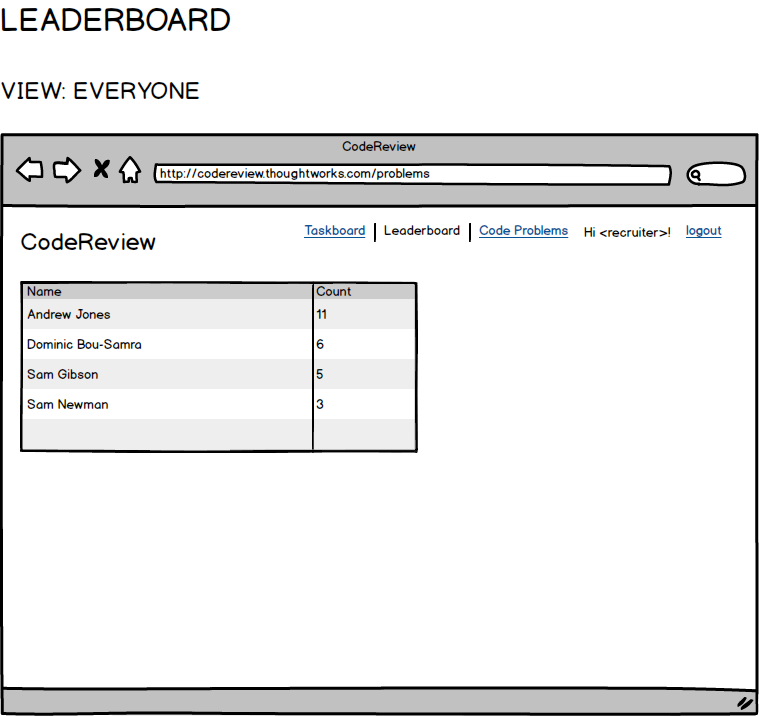 LEADERBOARD
VIEW: EVERYONE
CodeReview
http://codereview.thoughtworks.com/problems
CodeReview
Taskboard Leaderboard Code Problems Hi <recruiter>! logout
Name Count
Andrew Jones 11
Dominic Bou-Samra 6
Sam Gibson 5
Sam Newman 3